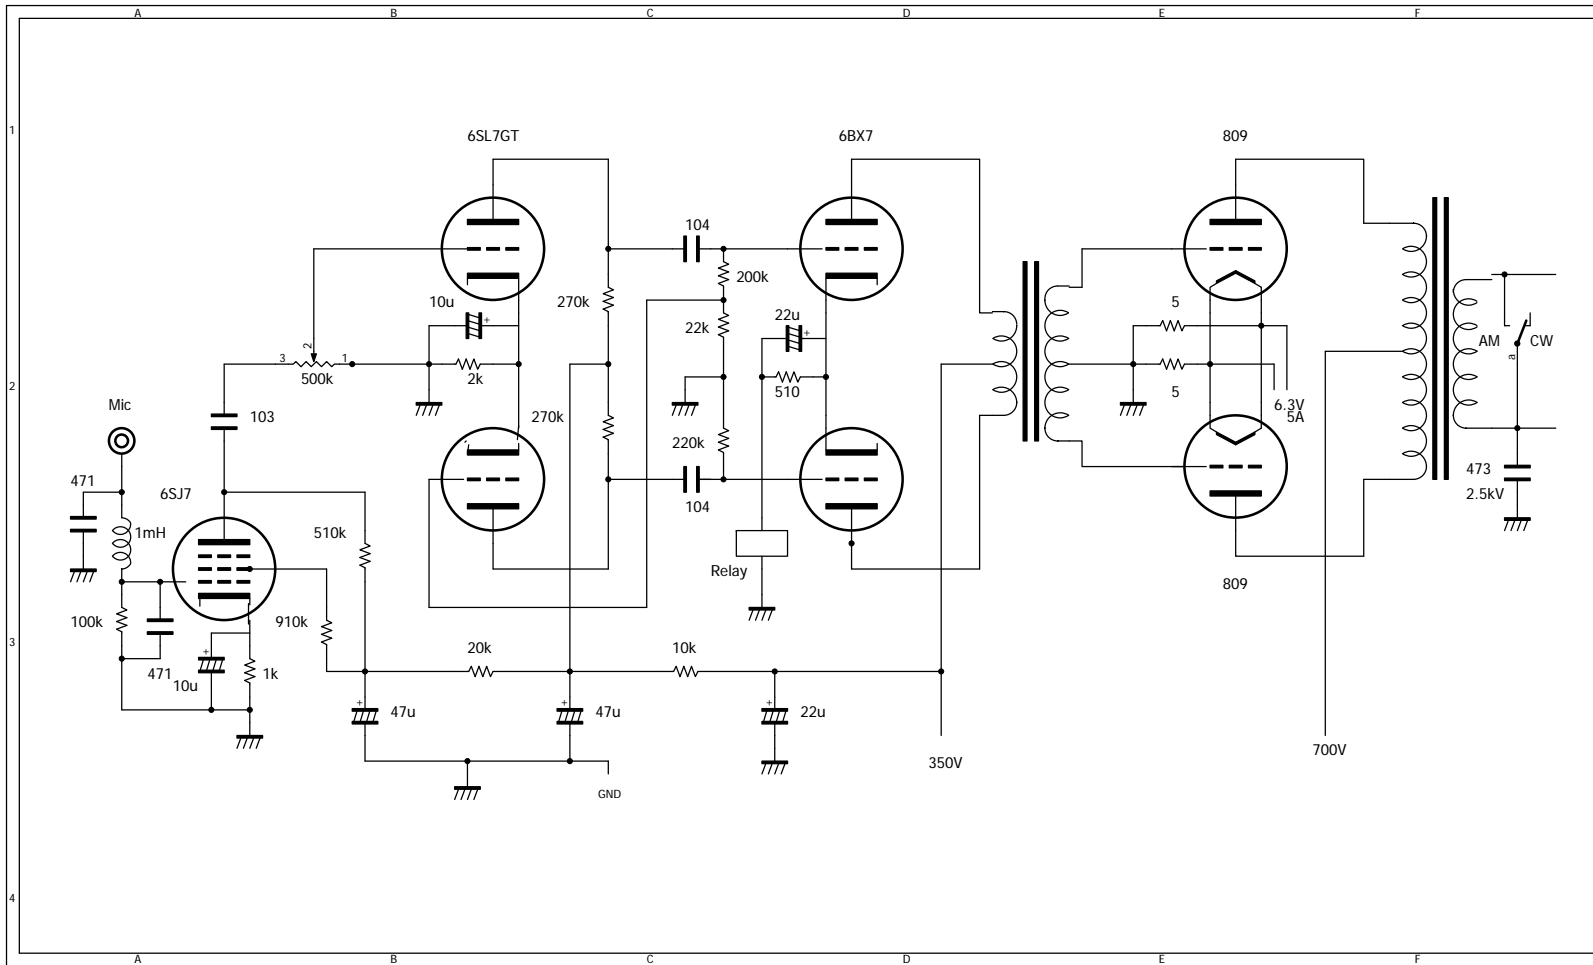 A B C D E F
1
6SL7GT 6BX7 809
104
200k
10u 270k 22u 5
22k
2
3 1 AM CW
500k 2k a
2
510 5
Mic 6.3V
103 270k 5A
220k
471 6SJ7 473
104 2.5kV
1mH 510k
Relay
809
100k 910k
3
20k 10k
471 10u 1k
47u 47u 22u
700V
350V
GND
4
A B C D E F
+
+
+
+
+
+